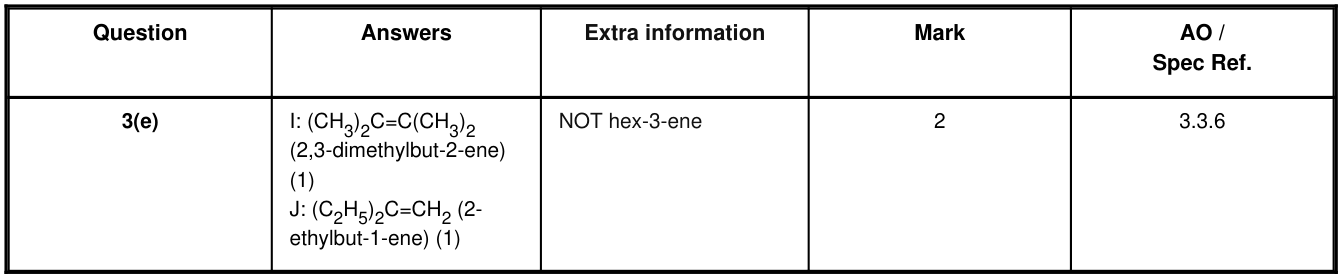 Question Answers Extra information Mark AO /
Spec Ref.
3(e) I: (CH3)2C=C(CH3)2 NOT hex-3-ene 2 3.3.6
(2,3-dimethylbut-2-ene)
(1)
J: (C2H5)2C=CH2 (2-
ethylbut-1-ene) (1)